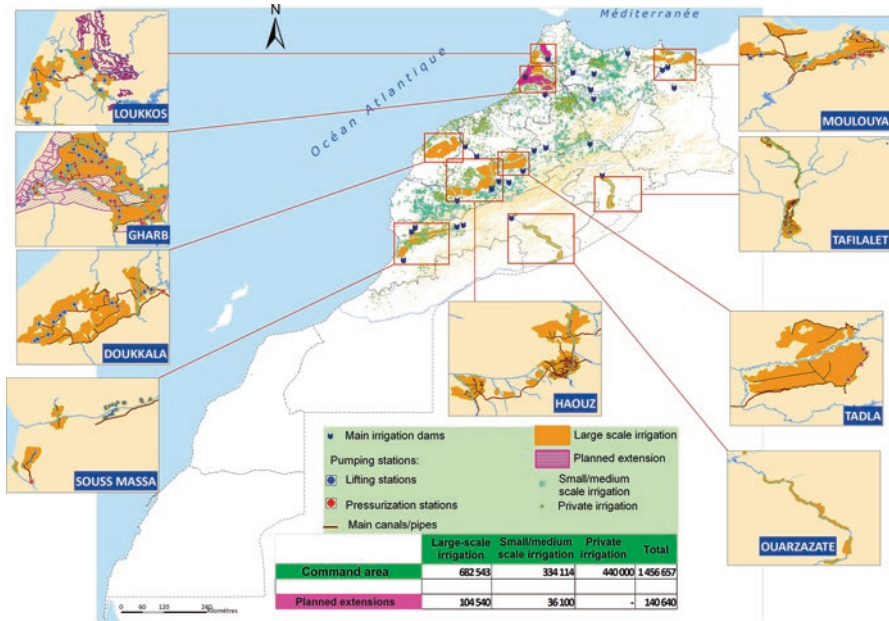 Méditerranée
N
Océan Atlantique
LOUKKOS
GHARB
DOUKKALA
SOUSS MASSA
MOULOUYA
TAFILALET
TADLA
HAOUZ
OUARZAZATE
Main irrigation dams
Pumping stations:
Lifting stations
Pressurization stations
Main canals/pipes
Large scale irrigation
Planned extension
Small/medium
scale irrigation
Private irrigation
Large-scale irrigation Small/medium scale irrigation Private irrigation Total
Command area 682 543 334 114 440 000 1 456 657
Planned extensions 104 540 36 100 - 140 640
0 60 120 240
Kilomètres